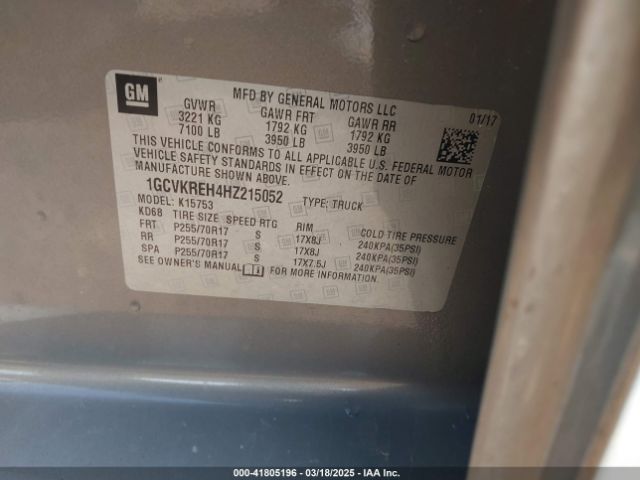 GM
MFD BY GENERAL MOTORS LLC
GVWR GAWR FRT GAWR RR 01/17
3221 KG 1792 KG 1792 KG
7100 LB 3950 LB 3950 LB
THIS VEHICLE CONFORMS TO ALL APPLICABLE U.S. FEDERAL MOTOR
VEHICLE SAFETY STANDARDS IN EFFECT ON THE DATE OF
MANUFACTURE SHOWN ABOVE.
1GCVKREH4HZ215052 TYPE: TRUCK
MODEL: K15753
KD68 TIRE SIZE SPEED RTG RIM COLD TIRE PRESSURE
FRT P255/70R17 S 17X8J 240KPA(35PSI)
RR P255/70R17 S 17X8J 240KPA(35PSI)
SPA P255/70R17 S 17X7.5J 240KPA(35PSI)
SEE OWNER'S MANUAL FOR MORE INFORMATION.
000-41805196 — 03/18/2025 — IAA Inc.